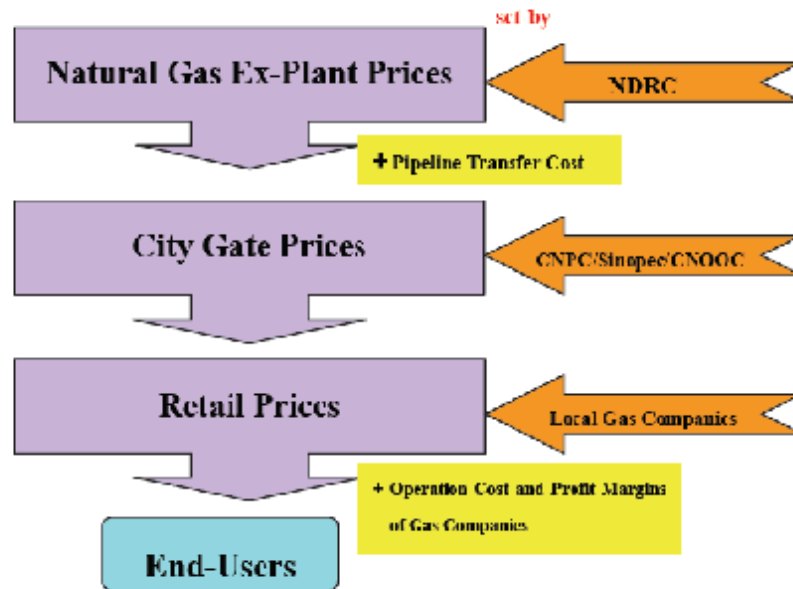 set by
Natural Gas Ex-Plant Prices
NDRC
+ Pipeline Transfer Cost
City Gate Prices
CNPC/Sinopec/CNOOC
Retail Prices
Local Gas Companies
+ Operation Cost and Profit Margins
of Gas Companies
End-Users